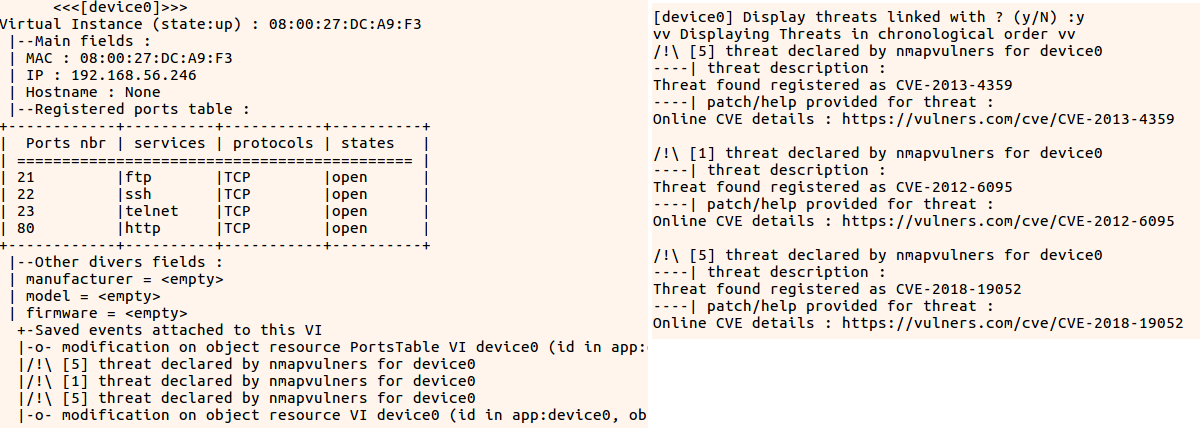 <<<[device0]>>>
Virtual Instance (state:up) : 08:00:27:DC:A9:F3
|--Main fields :
| MAC : 08:00:27:DC:A9:F3
| IP : 192.168.56.246
| Hostname : None
|--Registered ports table :
+------------+----------+-----------+----------+
| Ports nbr | services | protocols | states |
| ============================================ |
| 21 |ftp |TCP |open |
| 22 |ssh |TCP |open |
| 23 |telnet |TCP |open |
| 80 |http |TCP |open |
+------------+----------+-----------+----------+
|--Other divers fields :
| manufacturer = <empty>
| model = <empty>
| firmware = <empty>
+-Saved events attached to this VI
|-o- modification on object resource PortsTable VI device0 (id in app:
|/!\ [5] threat declared by nmapvulners for device0
|/!\ [1] threat declared by nmapvulners for device0
|/!\ [5] threat declared by nmapvulners for device0
|-o- modification on object resource VI device0 (id in app:device0, ob
[device0] Display threats linked with ? (y/N) :y
vv Displaying Threats in chronological order vv
/!\ [5] threat declared by nmapvulners for device0
----| threat description :
Threat found registered as CVE-2013-4359
----| patch/help provided for threat :
Online CVE details : https://vulners.com/cve/CVE-2013-4359
/!\ [1] threat declared by nmapvulners for device0
----| threat description :
Threat found registered as CVE-2012-6095
----| patch/help provided for threat :
Online CVE details : https://vulners.com/cve/CVE-2012-6095
/!\ [5] threat declared by nmapvulners for device0
----| threat description :
Threat found registered as CVE-2018-19052
----| patch/help provided for threat :
Online CVE details : https://vulners.com/cve/CVE-2018-19052